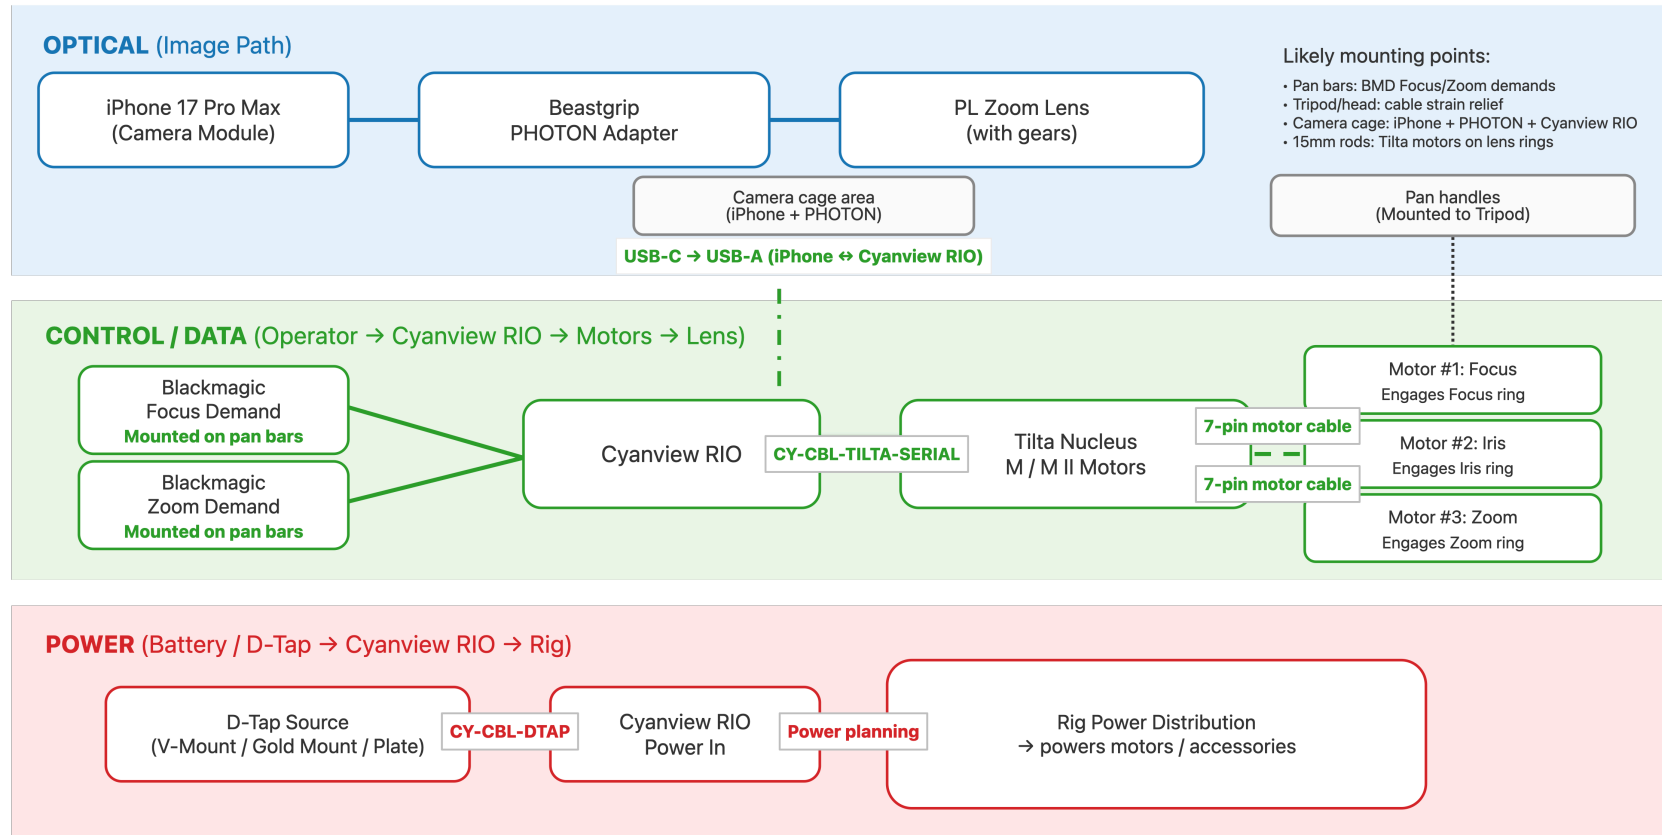 OPTICAL (Image Path)
iPhone 17 Pro Max
(Camera Module)
Beastgrip
PHOTON Adapter
PL Zoom Lens
(with gears)
Likely mounting points:
• Pan bars: BMD Focus/Zoom demands
• Tripod/head: cable strain relief
• Camera cage: iPhone + PHOTON + Cyanview RIO
• 15mm rods: Tilta motors on lens rings
Camera cage area
(iPhone + PHOTON)
Pan handles
(Mounted to Tripod)
USB-C → USB-A (iPhone ↔ Cyanview RIO)
CONTROL / DATA (Operator → Cyanview RIO → Motors → Lens)
Blackmagic
Focus Demand
Mounted on pan bars
Blackmagic
Zoom Demand
Mounted on pan bars
Cyanview RIO
CY-CBL-TILTA-SERIAL
Tilta Nucleus
M / M II Motors
7-pin motor cable
7-pin motor cable
Motor #1: Focus
Engages Focus ring
Motor #2: Iris
Engages Iris ring
Motor #3: Zoom
Engages Zoom ring
POWER (Battery / D-Tap → Cyanview RIO → Rig)
D-Tap Source
(V-Mount / Gold Mount / Plate)
CY-CBL-DTAP
Cyanview RIO
Power In
Power planning
Rig Power Distribution
→ powers motors / accessories